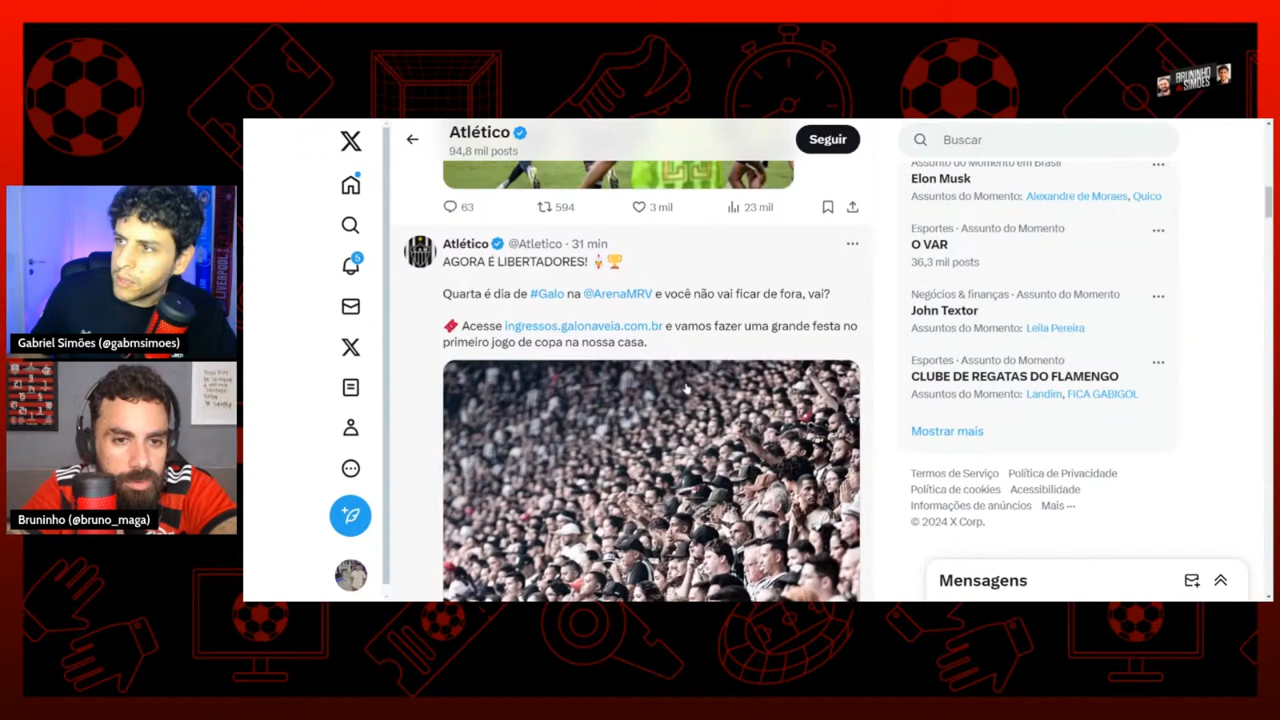 BRUNINHO
SIMÕES
LIVERPOOL
Gabriel Simões (@gabmsimoes)
Bruninho (@bruno_maga)
Atlético
94,8 mil posts
Seguir
63
594
3 mil
23 mil
Atlético @Atletico · 31 min
AGORA É LIBERTADORES!
Quarta é dia de #Galo na @ArenaMRV e você não vai ficar de fora, vai?
Acesse ingressos.galonaveia.com.br e vamos fazer uma grande festa no
primeiro jogo de copa na nossa casa.
5
Buscar
Assunto do Momento em Brasil
Elon Musk
Assuntos do Momento: Alexandre de Moraes, Quico
Esportes · Assunto do Momento
O VAR
36,3 mil posts
Negócios & finanças · Assunto do Momento
John Textor
Assuntos do Momento: Leila Pereira
Esportes · Assunto do Momento
CLUBE DE REGATAS DO FLAMENGO
Assuntos do Momento: Landim, FICA GABIGOL
Mostrar mais
Termos de Serviço Política de Privacidade
Política de cookies Acessibilidade
Informações de anúncios Mais ···
© 2024 X Corp.
Mensagens